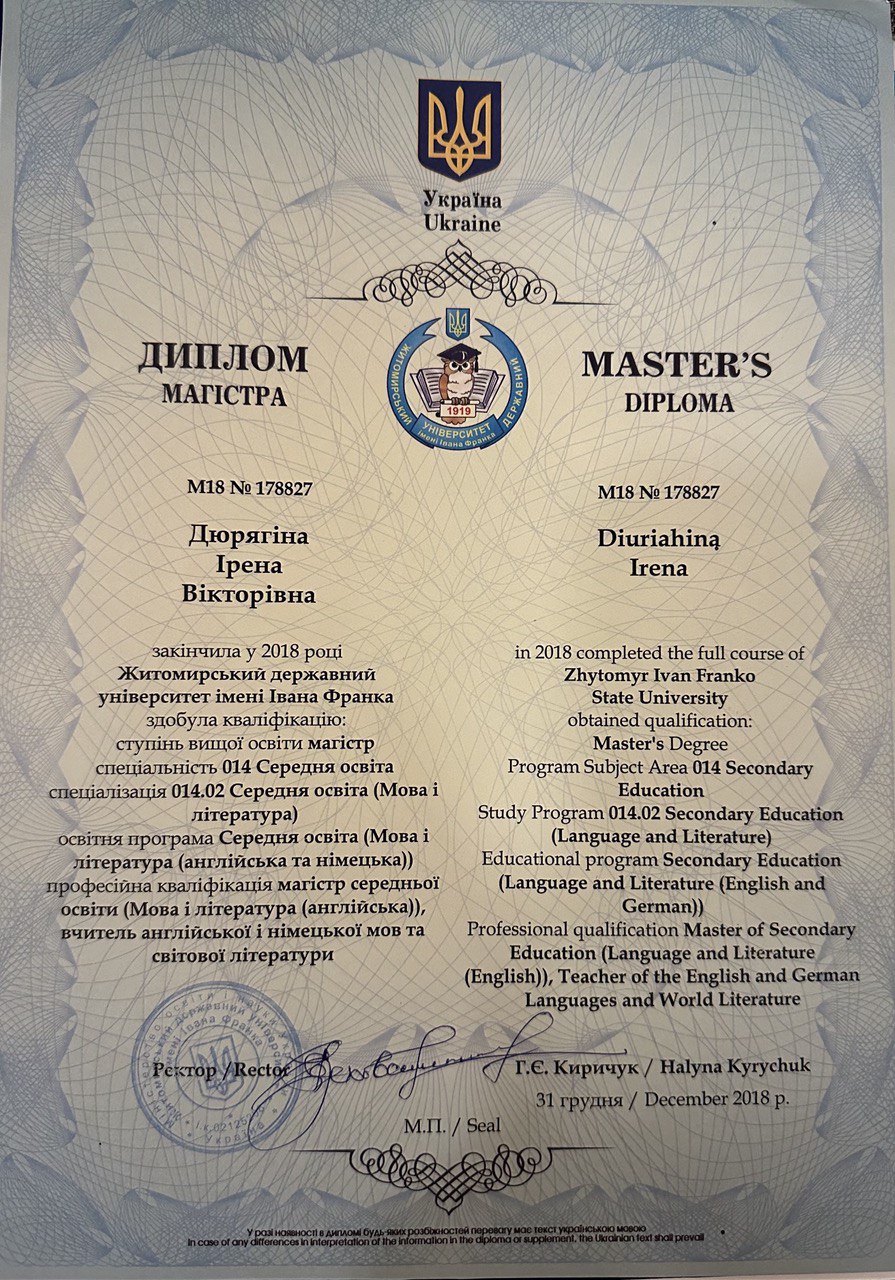 Україна
Ukraine
ЖИТОМИРСЬКИЙ ДЕРЖАВНИЙ
УНІВЕРСИТЕТ
імені Івана Франка
1919
ДИПЛОМ
МАГІСТРА
M18 № 178827
Дюрягіна
Ірена
Вікторівна
закінчила у 2018 році
Житомирський державний
університет імені Івана Франка
здобула кваліфікацію:
ступінь вищої освіти магістр
спеціальність 014 Середня освіта
спеціалізація 014.02 Середня освіта (Мова і
література)
освітня програма Середня освіта (Мова і
література (англійська та німецька))
професійна кваліфікація магістр середньої
освіти (Мова і література (англійська)),
вчитель англійської і німецької мов та
світової літератури
MASTER'S
DIPLOMA
M18 № 178827
Diuriahina
Irena
in 2018 completed the full course of
Zhytomyr Ivan Franko
State University
obtained qualification:
Master's Degree
Program Subject Area 014 Secondary
Education
Study Program 014.02 Secondary Education
(Language and Literature)
Educational program Secondary Education
(Language and Literature (English and
German))
Professional qualification Master of Secondary
Education (Language and Literature
(English)), Teacher of the English and German
Languages and World Literature
Ректор / Rector
Г.Є. Киричук / Halyna Kyrychuk
31 грудня / December 2018 р.
М.П. / Seal
У разі наявності в дипломі будь-яких розбіжностей перевагу має текст українською мовою
In case of any differences in interpretation of the information in the diploma or supplement, the Ukrainian text shall prevail